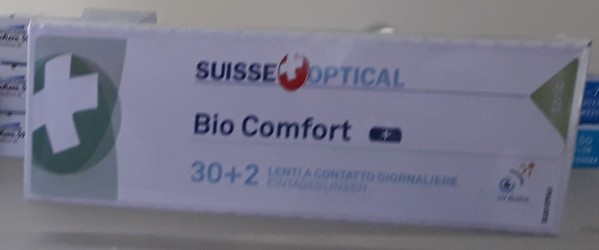 SUISSE OPTICAL
Bio Comfort +
30+2 LENTI A CONTATTO GIORNALIERE
EINTAGESLINSEN